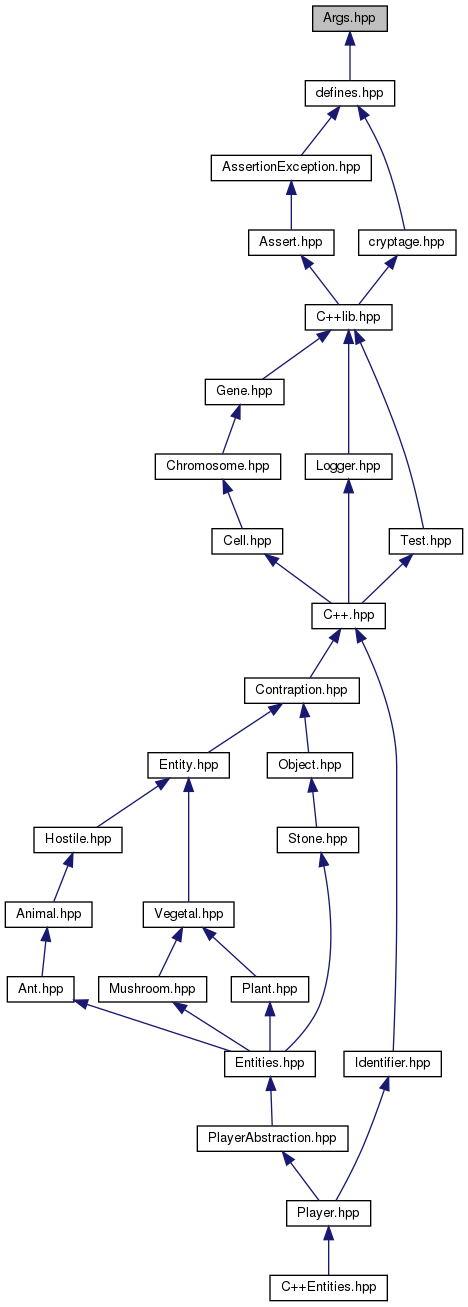 Args.hpp
defines.hpp
AssertionException.hpp
Assert.hpp
cryptage.hpp
C++lib.hpp
Gene.hpp
Chromosome.hpp
Logger.hpp
Cell.hpp
Test.hpp
C++.hpp
Contraption.hpp
Entity.hpp
Object.hpp
Hostile.hpp
Stone.hpp
Animal.hpp
Vegetal.hpp
Ant.hpp
Mushroom.hpp
Plant.hpp
Entities.hpp
Identifier.hpp
PlayerAbstraction.hpp
Player.hpp
C++Entities.hpp